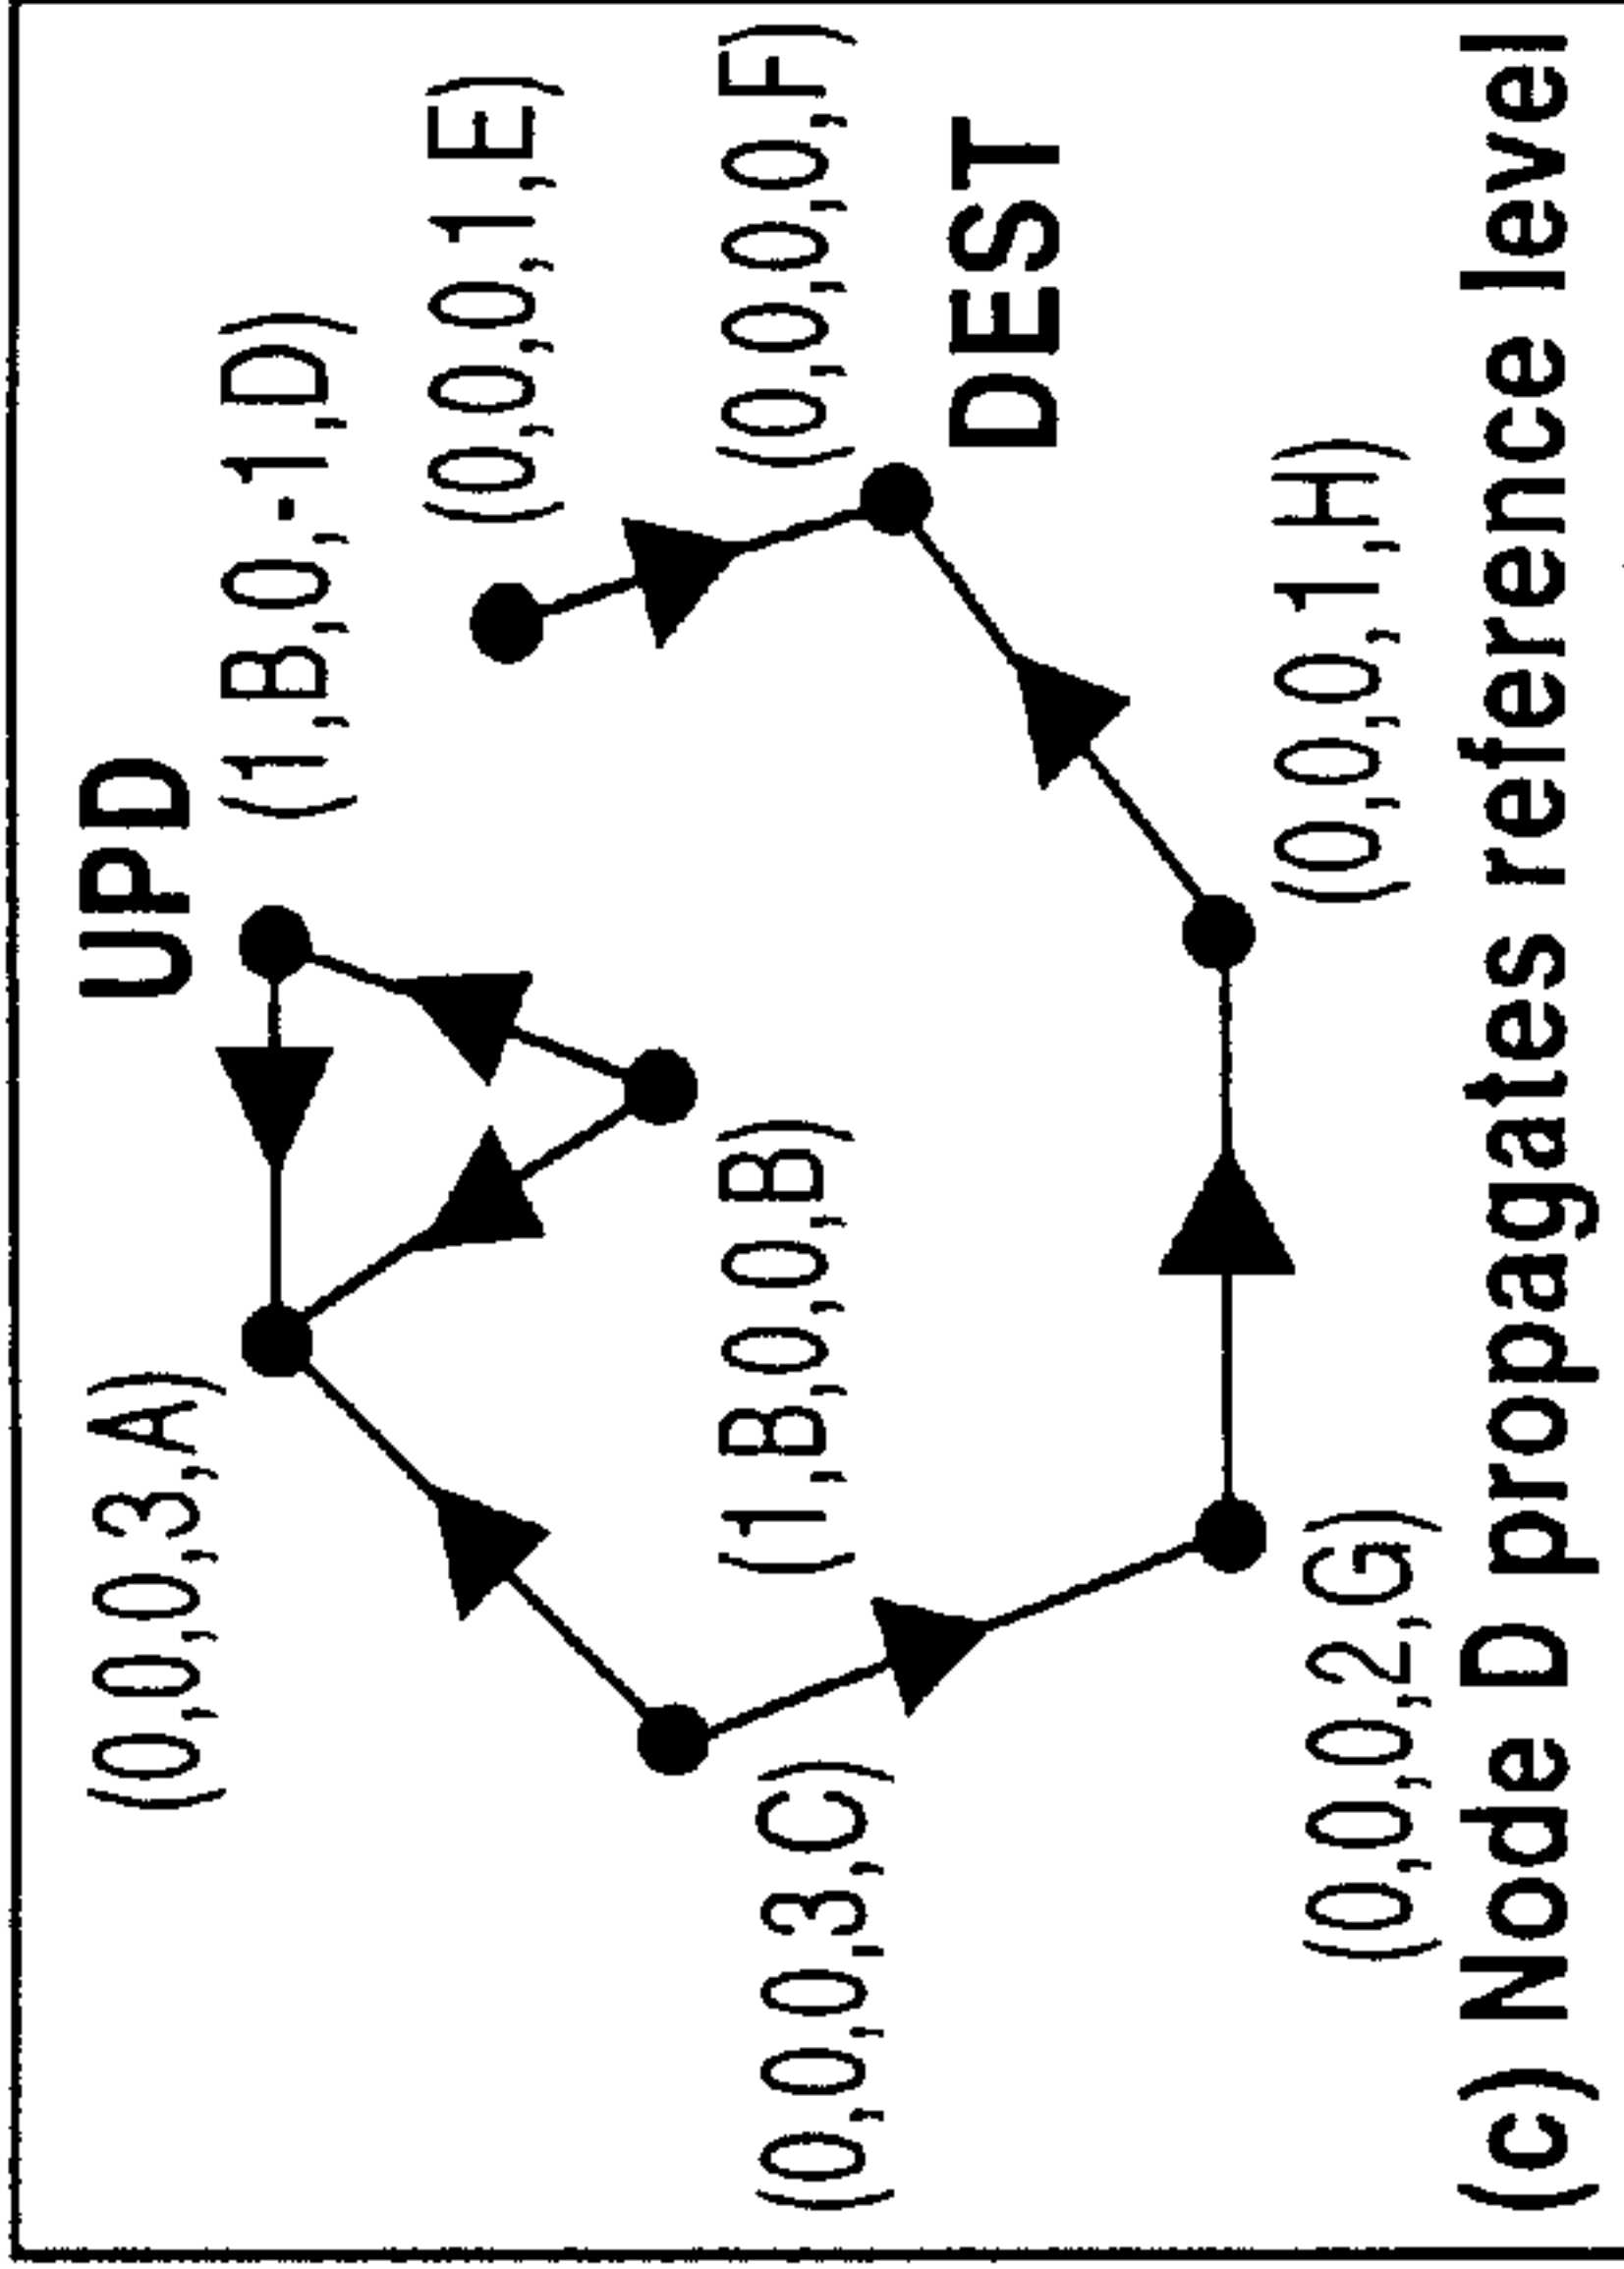 UPD
(0,0,0,3,A)
(1,B,0,-1,D)
(0,0,0,1,E)
(1,B,0,0,B)
(0,0,0,0,F)
(0,0,0,3,C)
DEST
(0,0,0,1,H)
(0,0,0,2,G)
(c) Node D propagates reference level